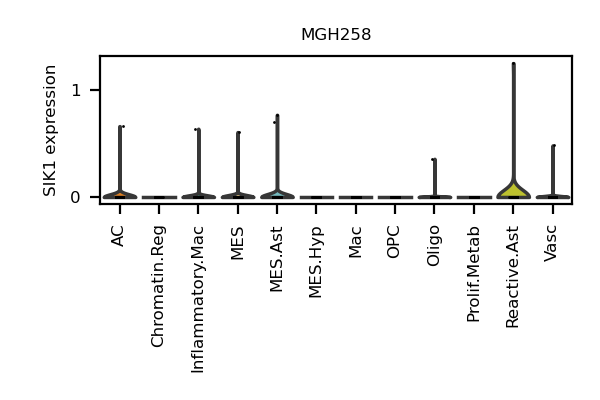 MGH258
SIK1 expression
1
0
AC
Chromatin.Reg
Inflammatory.Mac
MES
MES.Ast
MES.Hyp
Mac
OPC
Oligo
Prolif.Metab
Reactive.Ast
Vasc